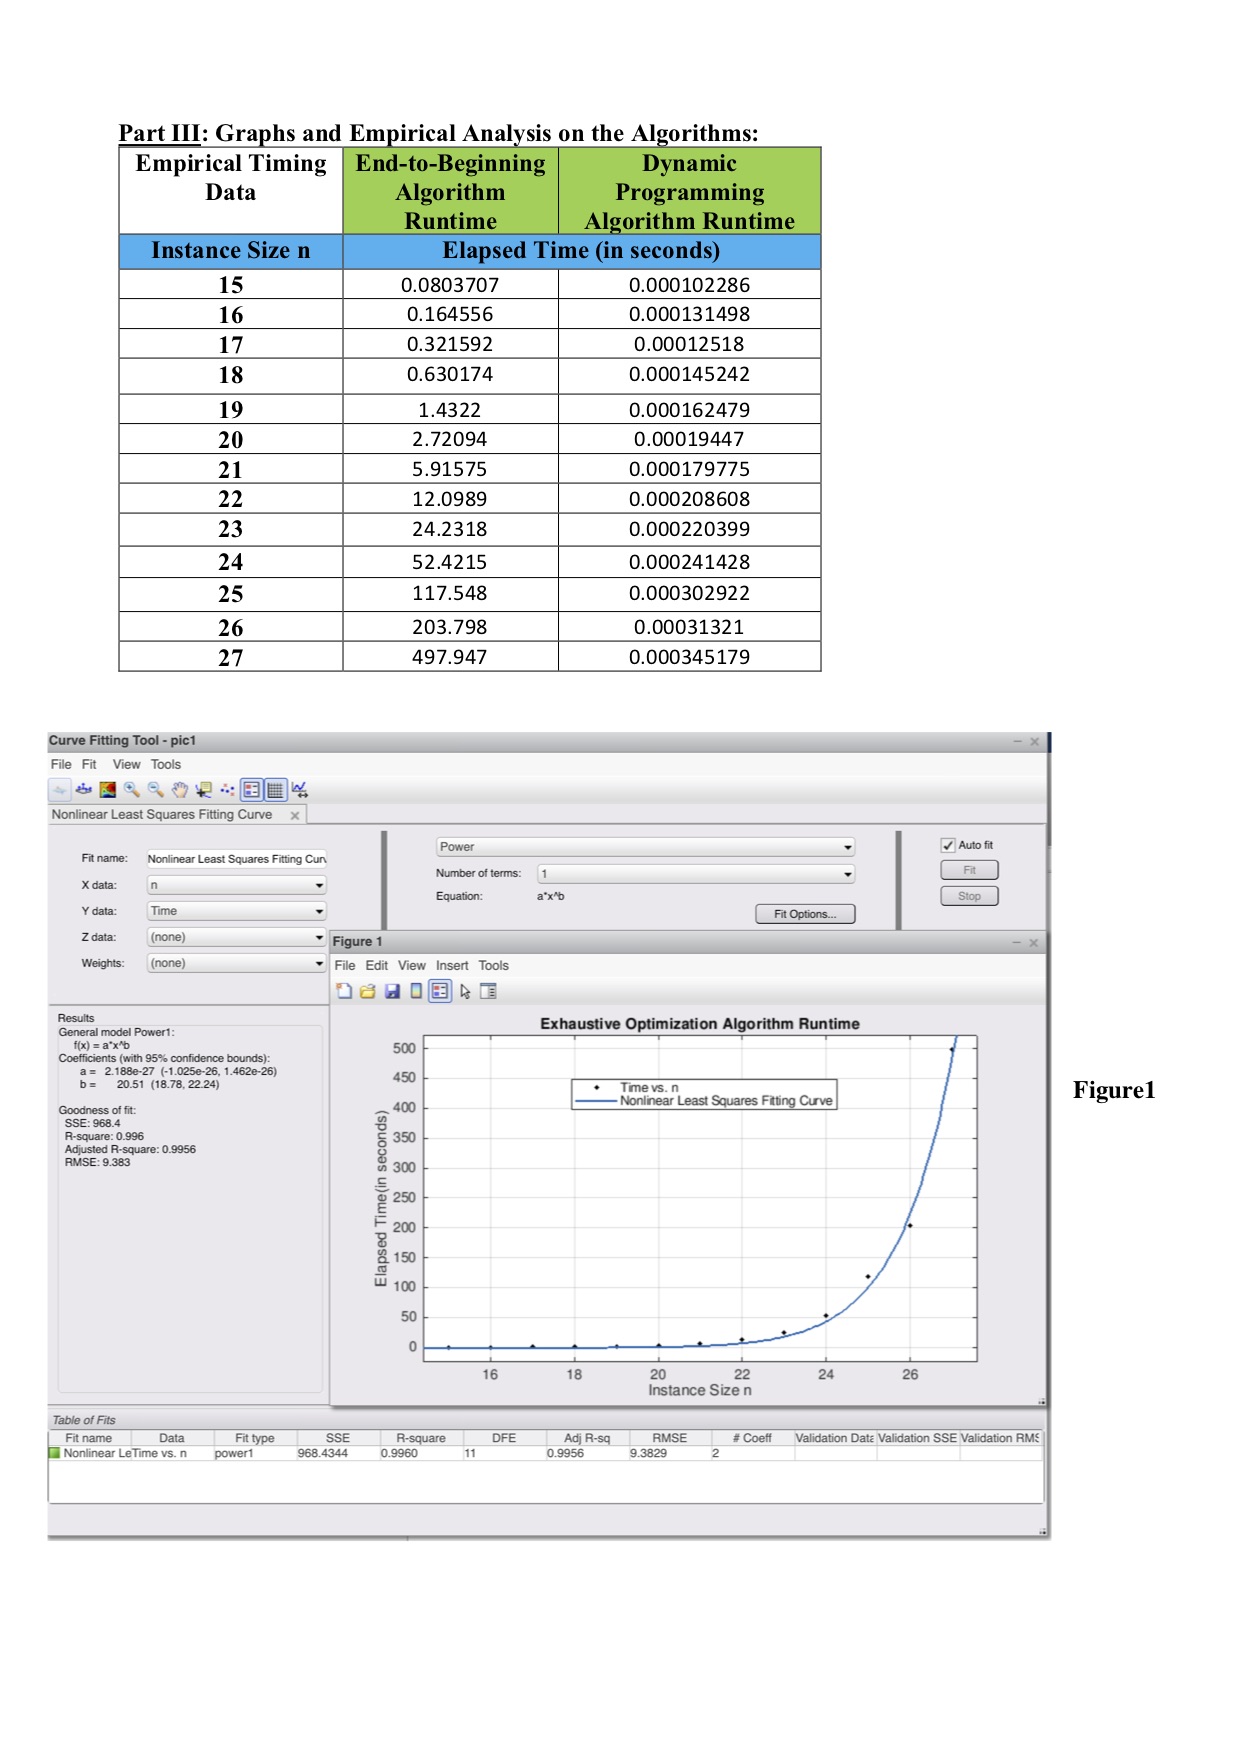 Part III: Graphs and Empirical Analysis on the Algorithms:
Empirical Timing Data End-to-Beginning Algorithm Runtime Dynamic Programming Algorithm Runtime
Instance Size n Elapsed Time (in seconds)
15 0.0803707 0.000102286
16 0.164556 0.000131498
17 0.321592 0.00012518
18 0.630174 0.000145242
19 1.4322 0.000162479
20 2.72094 0.00019447
21 5.91575 0.000179775
22 12.0989 0.000208608
23 24.2318 0.000220399
24 52.4215 0.000241428
25 117.548 0.000302922
26 203.798 0.00031321
27 497.947 0.000345179
Curve Fitting Tool - pic1
File Fit View Tools
Nonlinear Least Squares Fitting Curve
Fit name: Nonlinear Least Squares Fitting Curv
X data: n
Y data: Time
Z data: (none)
Weights: (none)
Power
Number of terms: 1
Equation: a*x^b
Fit Options...
Auto fit
Fit
Stop
Results
General model Power1:
f(x) = a*x^b
Coefficients (with 95% confidence bounds):
a = 2.188e-27 (-1.025e-26, 1.462e-26)
b = 20.51 (18.78, 22.24)
Goodness of fit:
SSE: 968.4
R-square: 0.996
Adjusted R-square: 0.9956
RMSE: 9.383
Figure 1
File Edit View Insert Tools
Exhaustive Optimization Algorithm Runtime
Time vs. n
Nonlinear Least Squares Fitting Curve
Elapsed Time(in seconds)
500
450
400
350
300
250
200
150
100
50
0
16 18 20 22 24 26
Instance Size n
Figure1
Table of Fits
Fit name Data Fit type SSE R-square DFE Adj R-sq RMSE # Coeff Validation Data Validation SSE Validation RMS
Nonlinear Le Time vs. n power1 968.4344 0.9960 11 0.9956 9.3829 2